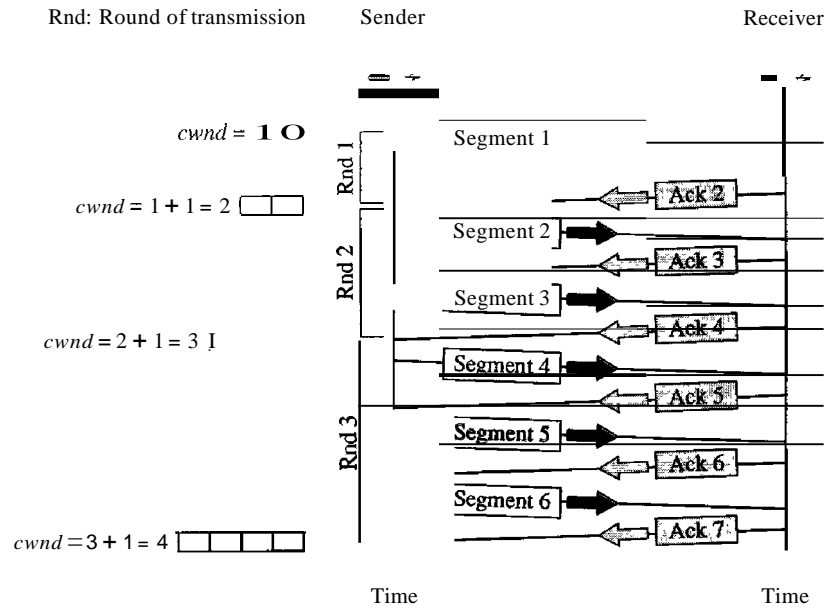 Rnd: Round of transmission Sender Receiver
cwnd = 1 0
Rnd 1
Segment 1
cwnd = 1 + 1 = 2
Ack 2
Rnd 2
Segment 2
Ack 3
Segment 3
Ack 4
cwnd = 2 + 1 = 3 I
Rnd 3
Segment 4
Ack 5
Segment 5
Ack 6
Segment 6
cwnd = 3 + 1 = 4
Ack 7
Time Time